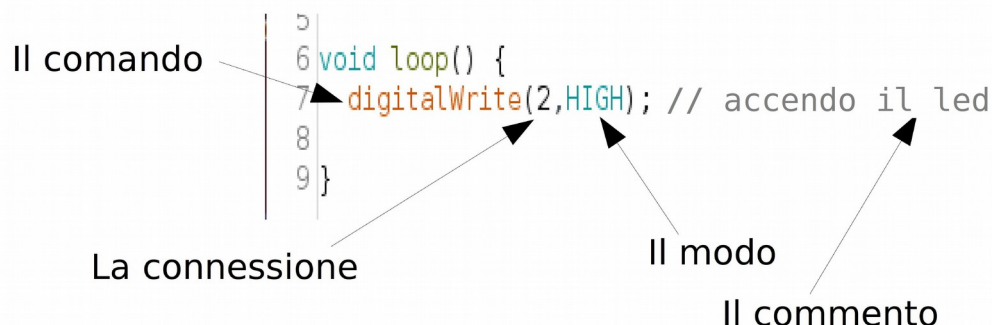 5
Il comando
6 void loop() {
7 digitalWrite(2,HIGH); // accendo il led
8
9 }
La connessione
Il modo
Il commento